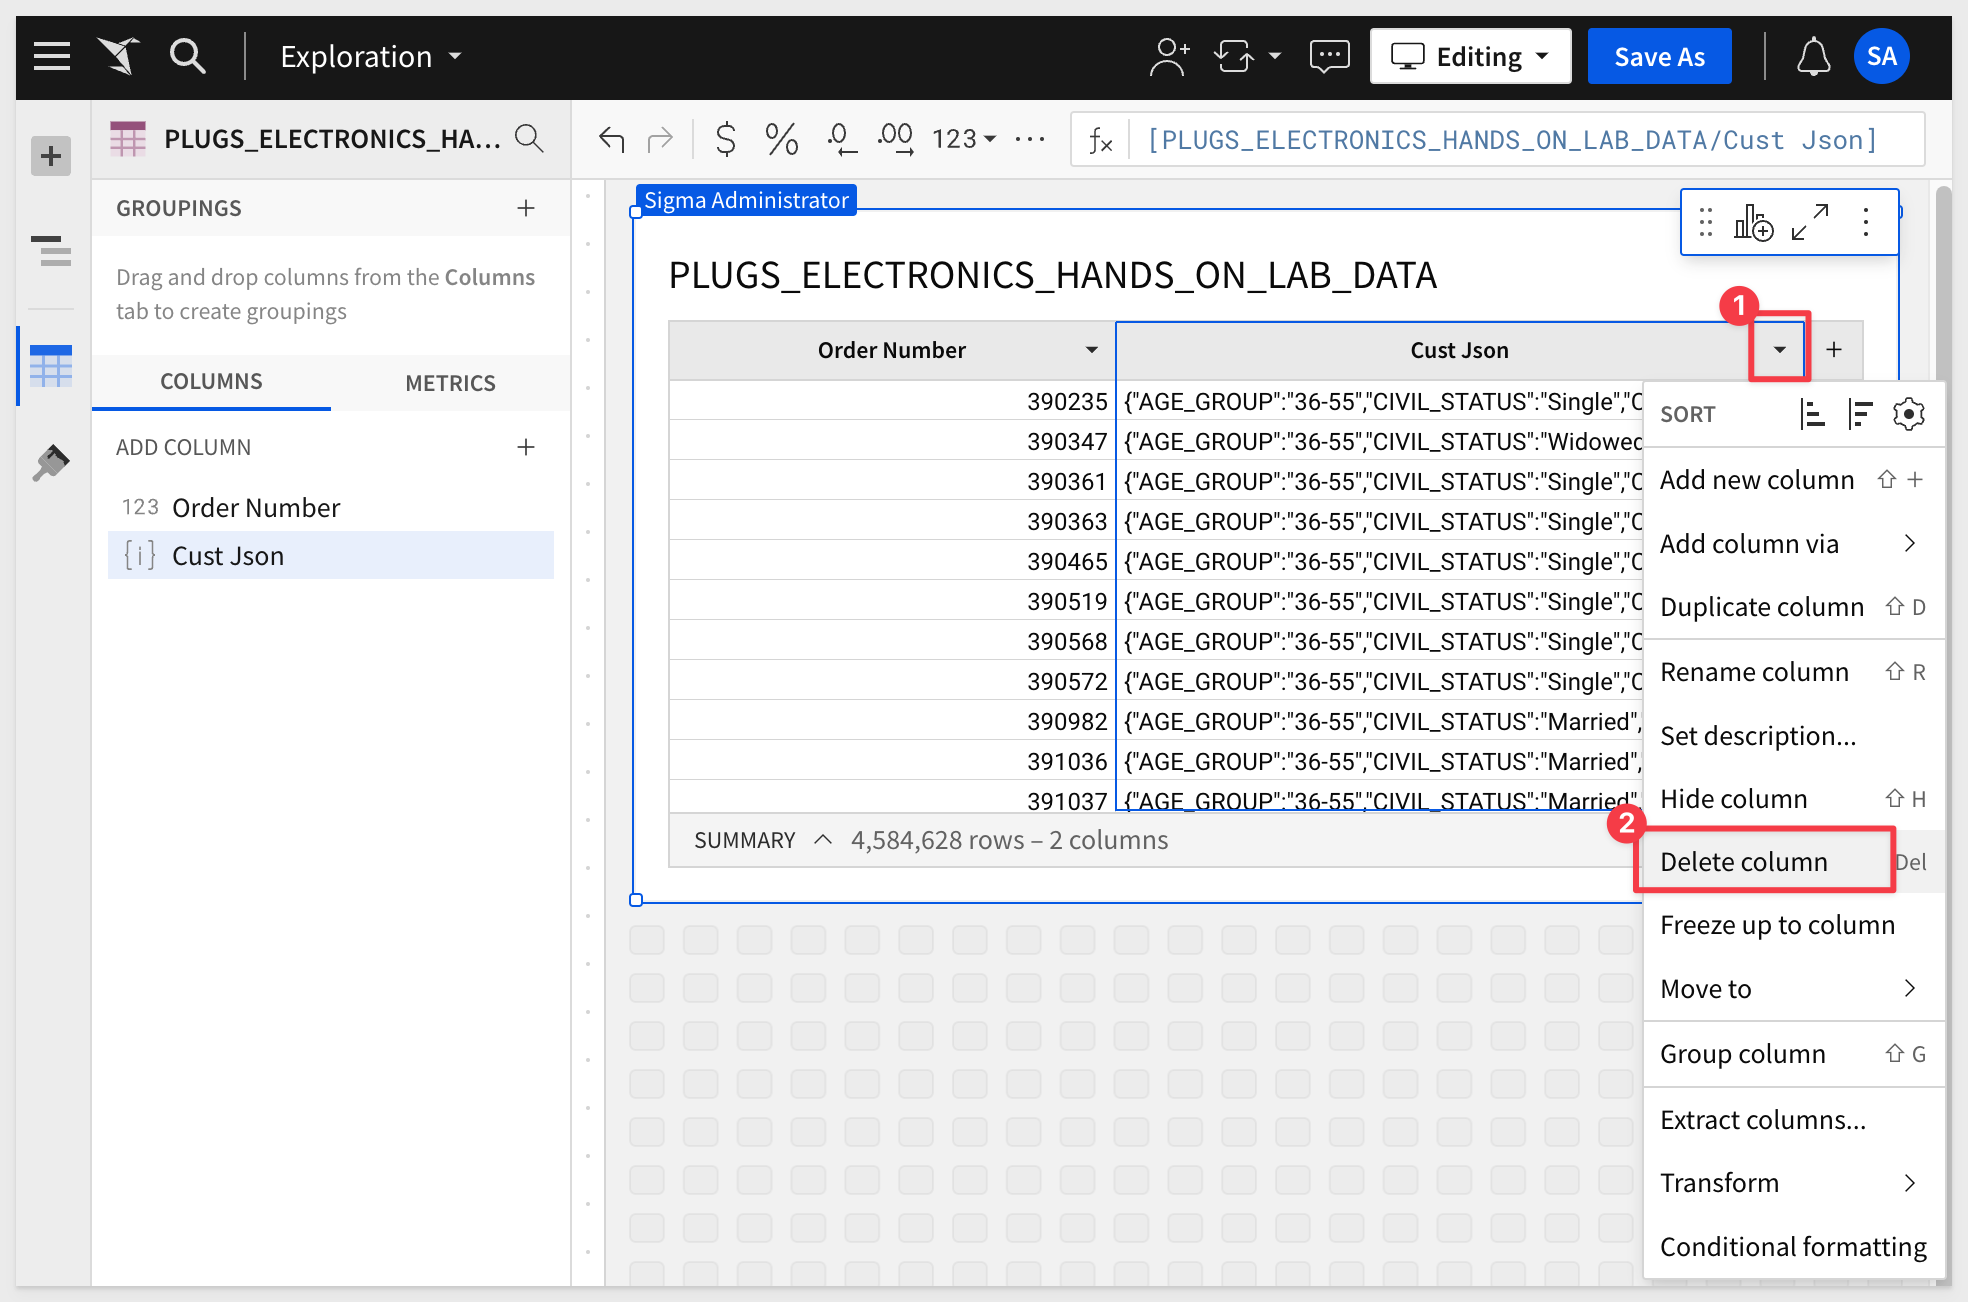 Exploration
Editing
Save As
SA
PLUGS_ELECTRONICS_HA...
$ % .0 .00 123 ...
fx [PLUGS_ELECTRONICS_HANDS_ON_LAB_DATA/Cust Json]
GROUPINGS
Drag and drop columns from the Columns
tab to create groupings
COLUMNS METRICS
ADD COLUMN
123 Order Number
{i} Cust Json
Sigma Administrator
PLUGS_ELECTRONICS_HANDS_ON_LAB_DATA
1
Order Number Cust Json
390235 {"AGE_GROUP":"36-55","CIVIL_STATUS":"Single","C
390347 {"AGE_GROUP":"36-55","CIVIL_STATUS":"Widowed
390361 {"AGE_GROUP":"36-55","CIVIL_STATUS":"Single","C
390363 {"AGE_GROUP":"36-55","CIVIL_STATUS":"Single","C
390465 {"AGE_GROUP":"36-55","CIVIL_STATUS":"Single","C
390519 {"AGE_GROUP":"36-55","CIVIL_STATUS":"Single","C
390568 {"AGE_GROUP":"36-55","CIVIL_STATUS":"Single","C
390572 {"AGE_GROUP":"36-55","CIVIL_STATUS":"Single","C
390982 {"AGE_GROUP":"36-55","CIVIL_STATUS":"Married",
391036 {"AGE_GROUP":"36-55","CIVIL_STATUS":"Married",
391037 {"AGE_GROUP":"36-55","CIVIL_STATUS":"Married"
SUMMARY 4,584,628 rows – 2 columns
SORT
Add new column ⇧ +
Add column via
Duplicate column ⇧ D
Rename column ⇧ R
Set description...
Hide column ⇧ H
2
Delete column Del
Freeze up to column
Move to
Group column ⇧ G
Extract columns...
Transform
Conditional formatting